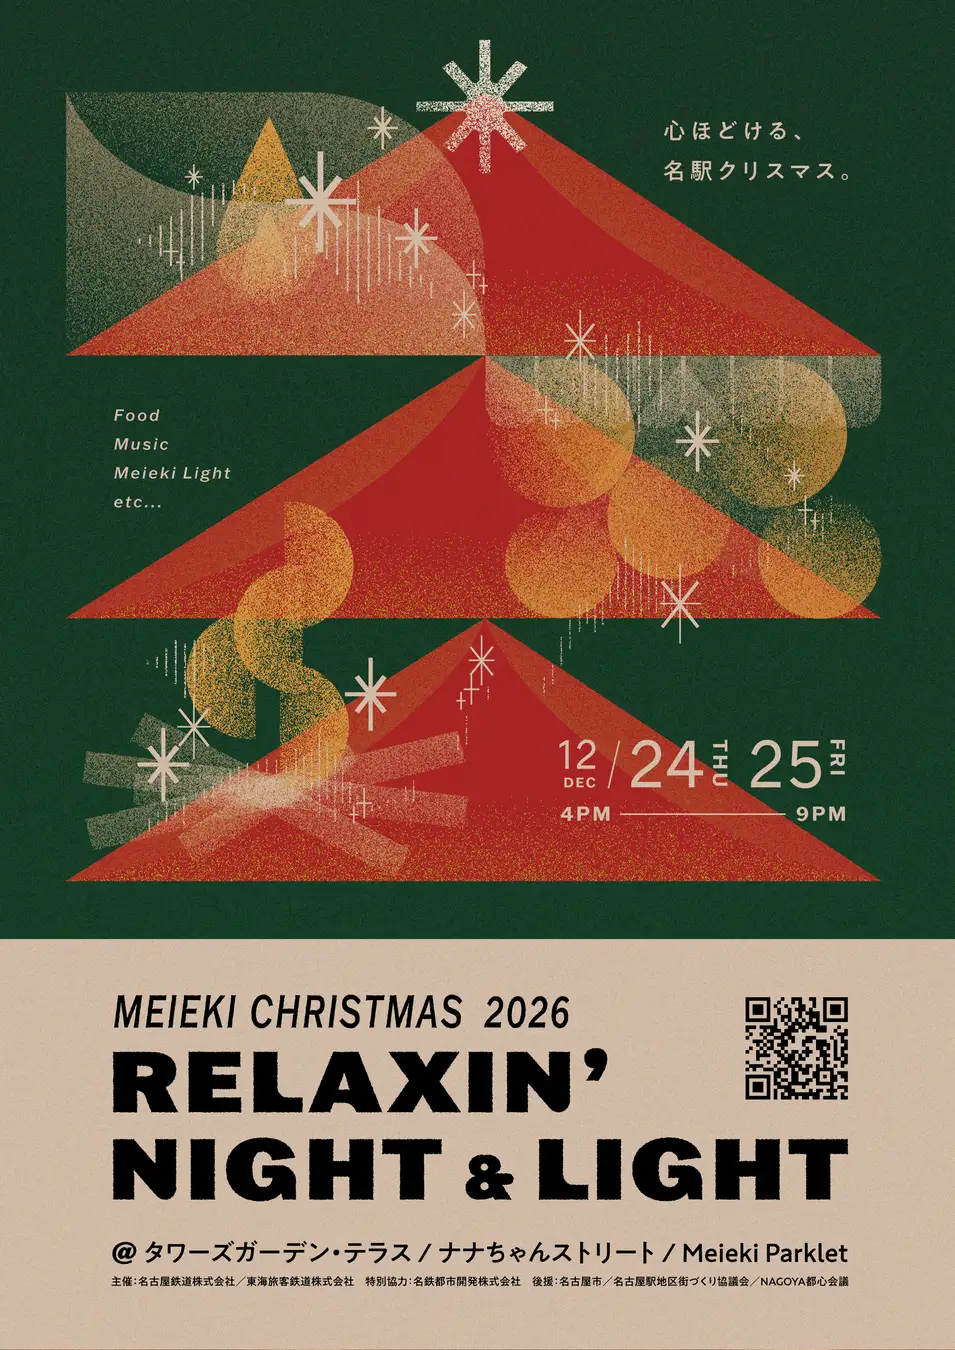 心ほどける、
名駅クリスマス。
Food
Music
Meieki Light
etc...
12 DEC / 24 THU 25 FRI
4PM 9PM
MEIEKI CHRISTMAS 2026
RELAXIN’
NIGHT & LIGHT
@ タワーズガーデン・テラス / ナナちゃんストリート / Meieki Parklet
主催：名古屋鉄道株式会社／東海旅客鉄道株式会社　特別協力：名鉄都市開発株式会社　後援：名古屋市／名古屋駅地区街づくり協議会／NAGOYA都心会議